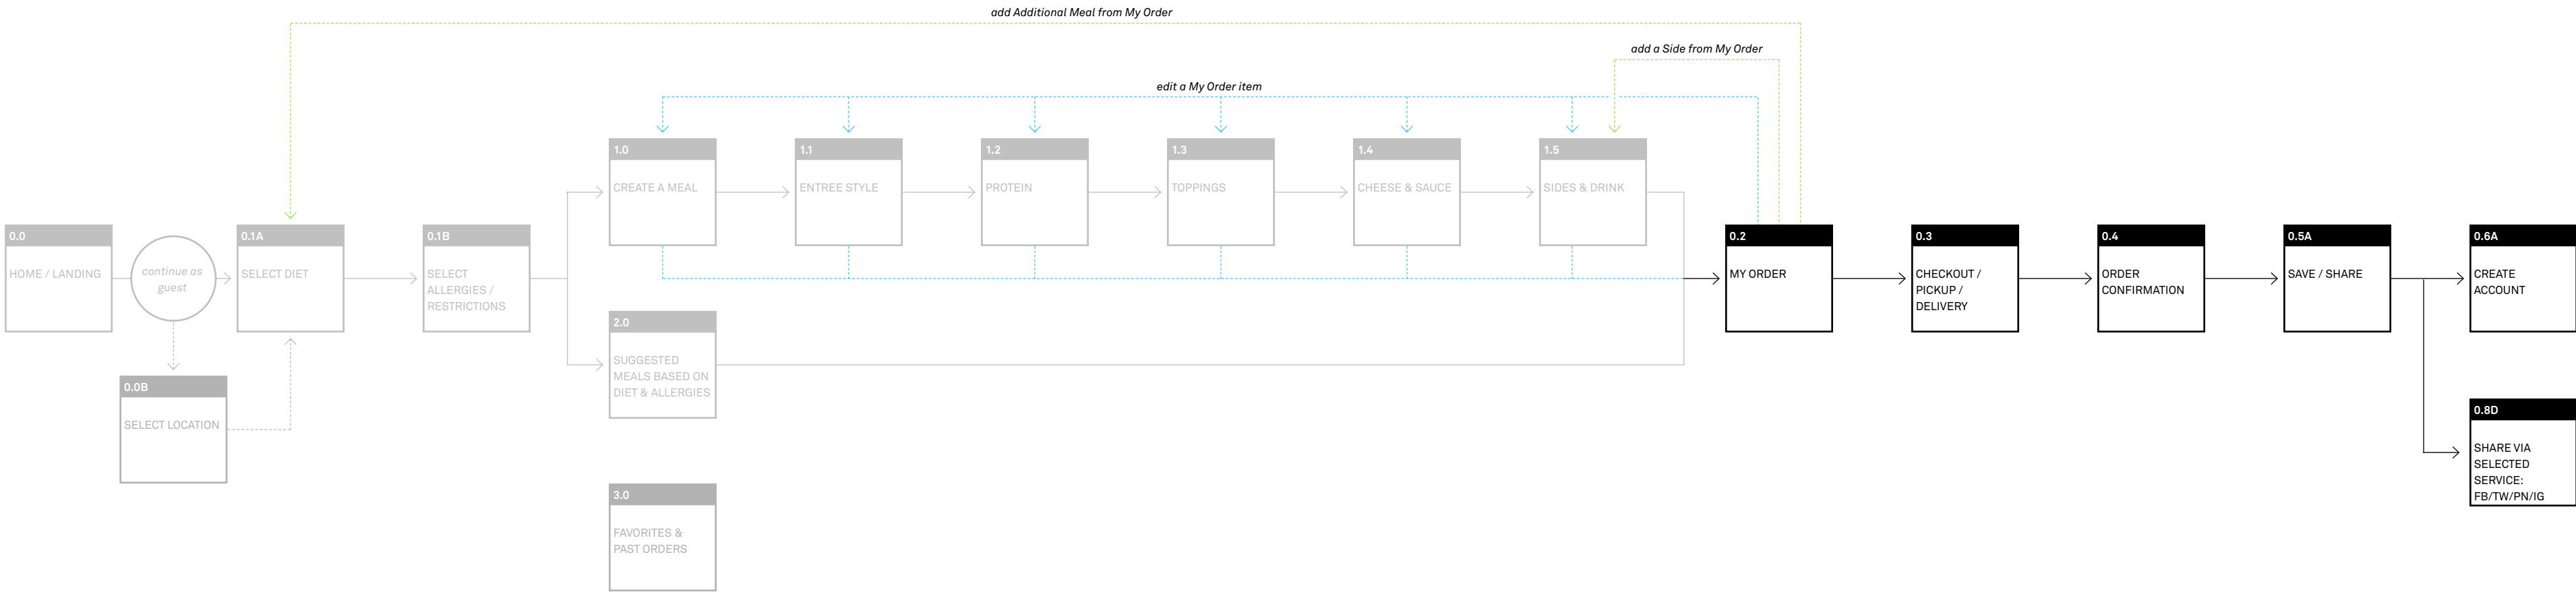 add Additional Meal from My Order
add a Side from My Order
edit a My Order item
1.0
CREATE A MEAL
1.1
ENTREE STYLE
1.2
PROTEIN
1.3
TOPPINGS
1.4
CHEESE & SAUCE
1.5
SIDES & DRINK
0.0
HOME / LANDING
continue as
guest
0.1A
SELECT DIET
0.1B
SELECT
ALLERGIES /
RESTRICTIONS
0.2
MY ORDER
0.3
CHECKOUT /
PICKUP /
DELIVERY
0.4
ORDER
CONFIRMATION
0.5A
SAVE / SHARE
0.6A
CREATE
ACCOUNT
2.0
SUGGESTED
MEALS BASED ON
DIET & ALLERGIES
0.0B
SELECT LOCATION
0.8D
SHARE VIA
SELECTED
SERVICE:
FB/TW/PN/IG
3.0
FAVORITES &
PAST ORDERS